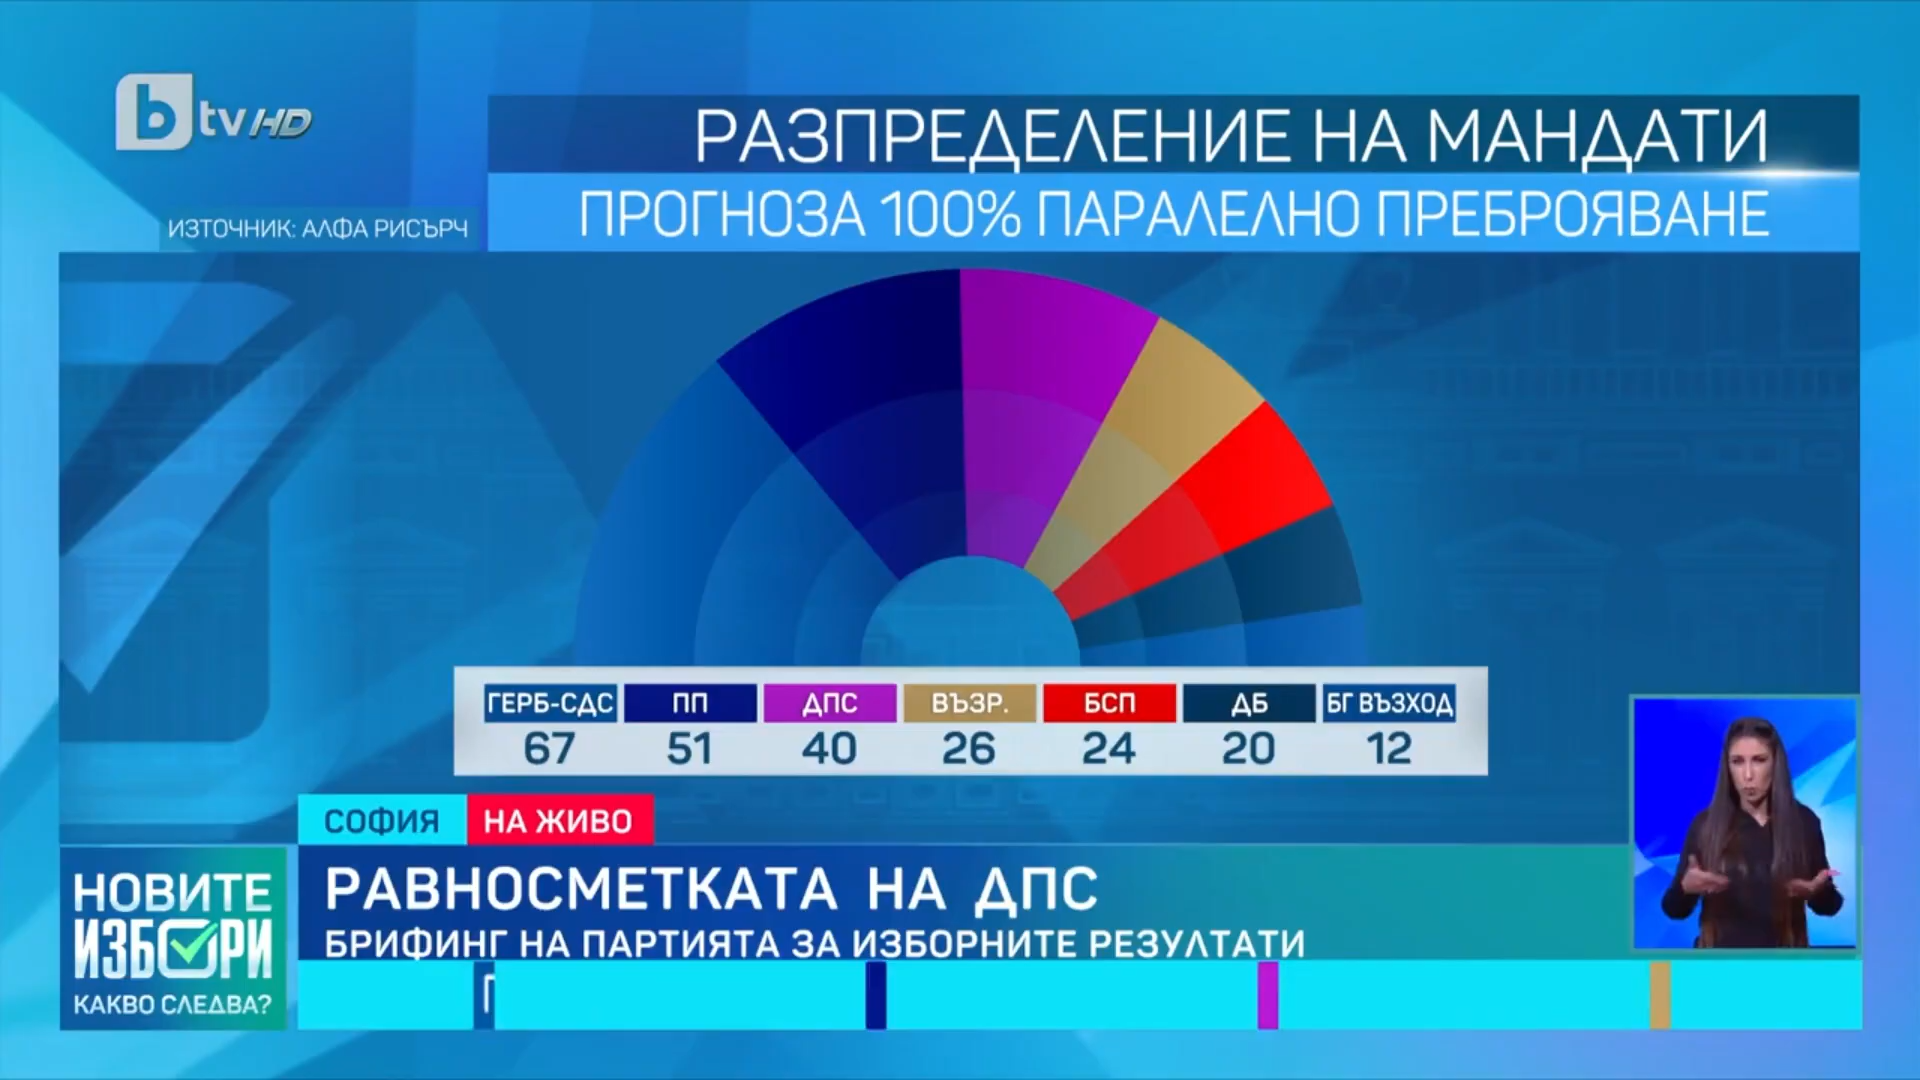 btv HD
РАЗПРЕДЕЛЕНИЕ НА МАНДАТИ
ПРОГНОЗА 100% ПАРАЛЕЛНО ПРЕБРОЯВАНЕ
ИЗТОЧНИК: АЛФА РИСЪРЧ
ГЕРБ-СДС ПП ДПС ВЪЗР. БСП ДБ БГ ВЪЗХОД
67 51 40 26 24 20 12
СОФИЯ НА ЖИВО
РАВНОСМЕТКАТА НА ДПС
БРИФИНГ НА ПАРТИЯТА ЗА ИЗБОРНИТЕ РЕЗУЛТАТИ
НОВИТЕ
ИЗБОРИ
КАКВО СЛЕДВА?